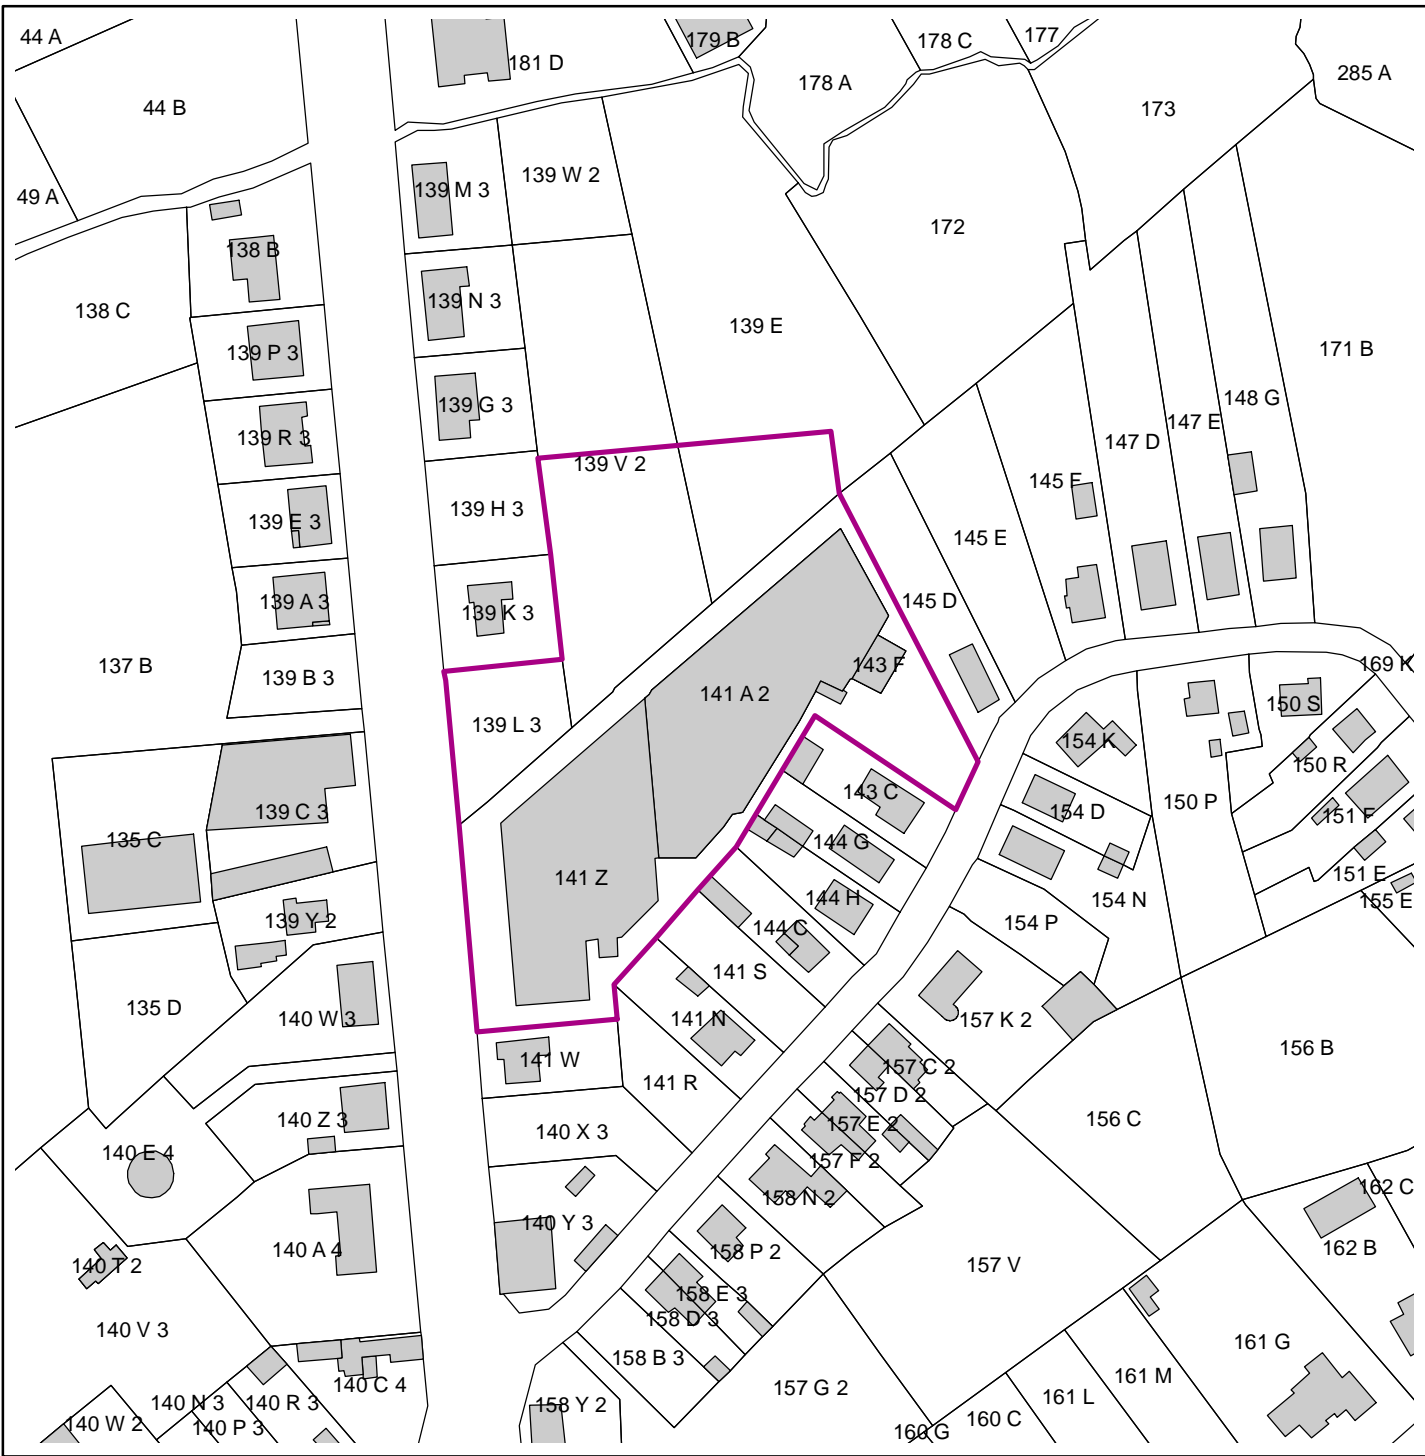 44 A
179 B
178 C
177
181 D
285 A
178 A
44 B
173
139 W 2
139 M 3
49 A
172
138 B
139 N 3
138 C
139 E
171 B
139 P 3
148 G
139 G 3
147 E
139 R 3
147 D
139 V 2
145 F
139 H 3
139 E 3
145 E
139 A 3
145 D
139 K 3
137 B
143 F
169 K
139 B 3
141 A 2
150 S
139 L 3
154 K
150 R
143 C
150 P
139 C 3
154 D
151 F
135 C
144 G
151 E
141 Z
144 H
154 N
155 E
139 Y 2
144 C
154 P
141 S
135 D
140 W 3
141 N
157 K 2
156 B
141 W
157 C 2
141 R
157 D 2
140 Z 3
157 E 2
156 C
140 X 3
140 E 4
157 F 2
162 C
158 N 2
140 Y 3
140 A 4
158 P 2
162 B
140 T 2
157 V
158 E 3
158 D 3
140 V 3
161 G
158 B 3
161 M
140 C 4
157 G 2
161 L
140 N 3
140 R 3
158 Y 2
160 C
140 W 2
140 P 3
160 G